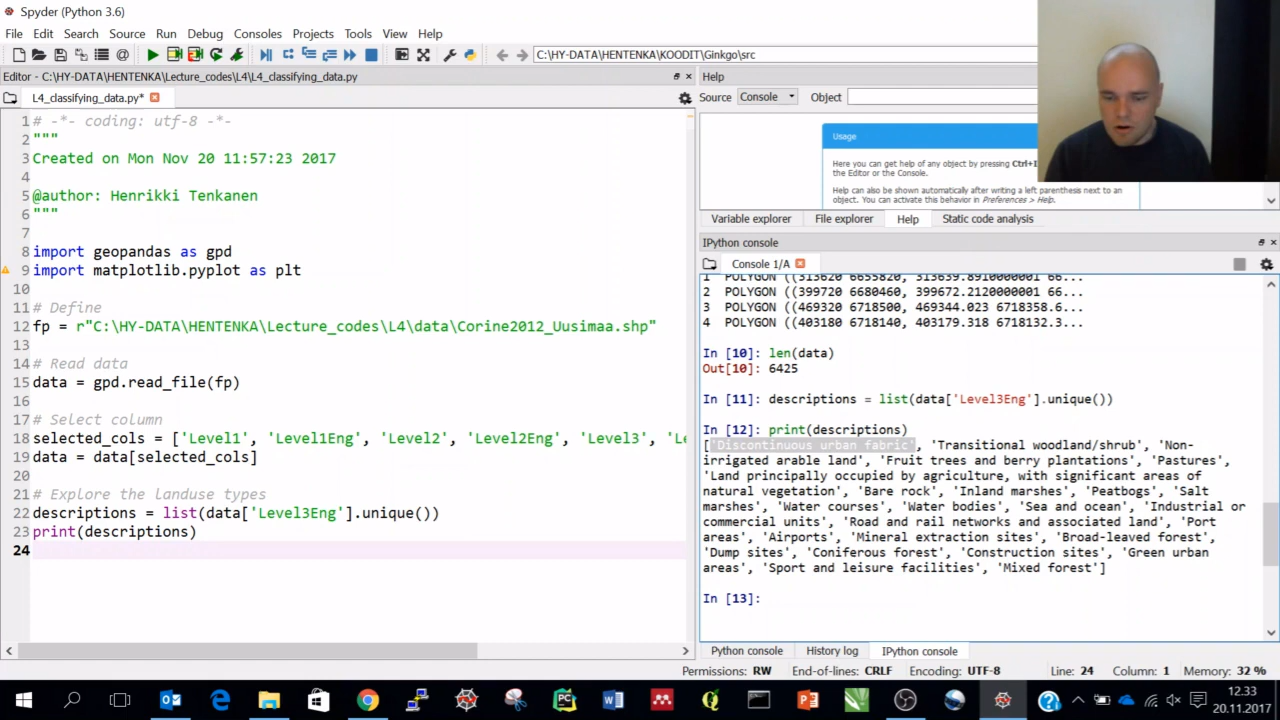 Spyder (Python 3.6)
File Edit Search Source Run Debug Consoles Projects Tools View Help
C:\HY-DATA\HENTENKA\KOODIT\Ginkgo\src
Editor - C:\HY-DATA\HENTENKA\Lecture_codes\L4\L4_classifying_data.py
L4_classifying_data.py*
1 # -*- coding: utf-8 -*-
2 """
3 Created on Mon Nov 20 11:57:23 2017
4
5 @author: Henrikki Tenkanen
6 """
7
8 import geopandas as gpd
9 import matplotlib.pyplot as plt
10
11 # Define
12 fp = r"C:\HY-DATA\HENTENKA\Lecture_codes\L4\data\Corine2012_Uusimaa.shp"
13
14 # Read data
15 data = gpd.read_file(fp)
16
17 # Select column
18 selected_cols = ['Level1', 'Level1Eng', 'Level2', 'Level2Eng', 'Level3', 'Le
19 data = data[selected_cols]
20
21 # Explore the landuse types
22 descriptions = list(data['Level3Eng'].unique())
23 print(descriptions)
24
Help
Source Console Object
Usage
Here you can get help of any object by pressing Ctrl+I
the Editor or the Console.
Help can also be shown automatically after writing a left parenthesis next to an
object. You can activate this behavior in Preferences > Help.
Variable explorer File explorer Help Static code analysis
IPython console
Console 1/A
1 POLYGON ((313620 6655820, 313639.8910000001 66...
2 POLYGON ((399720 6680460, 399672.2120000001 66...
3 POLYGON ((469320 6718500, 469344.023 6718358.6...
4 POLYGON ((403180 6718140, 403179.318 6718132.3...
In [10]: len(data)
Out[10]: 6425
In [11]: descriptions = list(data['Level3Eng'].unique())
In [12]: print(descriptions)
['Discontinuous urban fabric', 'Transitional woodland/shrub', 'Non-
irrigated arable land', 'Fruit trees and berry plantations', 'Pastures',
'Land principally occupied by agriculture, with significant areas of
natural vegetation', 'Bare rock', 'Inland marshes', 'Peatbogs', 'Salt
marshes', 'Water courses', 'Water bodies', 'Sea and ocean', 'Industrial or
commercial units', 'Road and rail networks and associated land', 'Port
areas', 'Airports', 'Mineral extraction sites', 'Broad-leaved forest',
'Dump sites', 'Coniferous forest', 'Construction sites', 'Green urban
areas', 'Sport and leisure facilities', 'Mixed forest']
In [13]:
Python console History log IPython console
Permissions: RW End-of-lines: CRLF Encoding: UTF-8 Line: 24 Column: 1 Memory: 32 %
12.33
20.11.2017